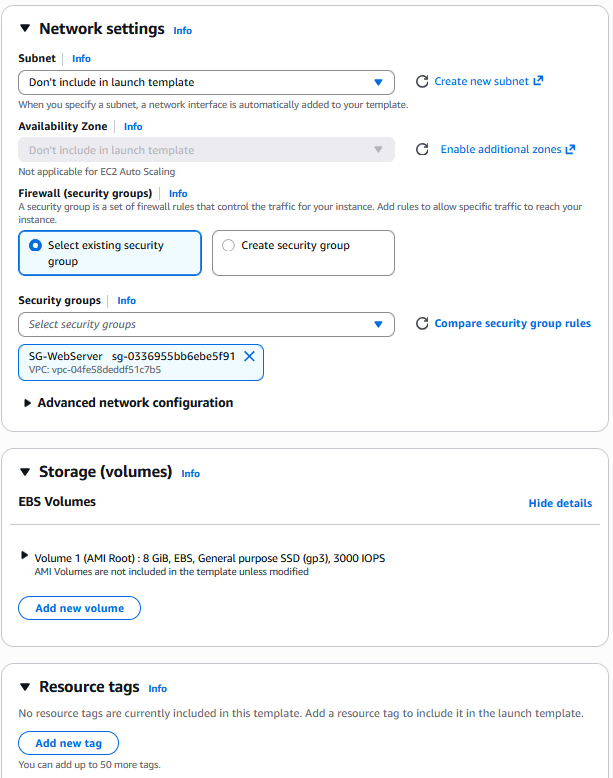 Network settings Info
Subnet Info
Don't include in launch template
Create new subnet
When you specify a subnet, a network interface is automatically added to your template.
Availability Zone Info
Don't include in launch template
Enable additional zones
Not applicable for EC2 Auto Scaling
Firewall (security groups) Info
A security group is a set of firewall rules that control the traffic for your instance. Add rules to allow specific traffic to reach your
instance.
Select existing security
group
Create security group
Security groups Info
Select security groups
Compare security group rules
SG-WebServer sg-0336955bb6ebe5f91
VPC: vpc-04fe58deddf51c7b5
Advanced network configuration
Storage (volumes) Info
EBS Volumes
Hide details
Volume 1 (AMI Root) : 8 GiB, EBS, General purpose SSD (gp3), 3000 IOPS
AMI Volumes are not included in the template unless modified
Add new volume
Resource tags Info
No resource tags are currently included in this template. Add a resource tag to include it in the launch template.
Add new tag
You can add up to 50 more tags.